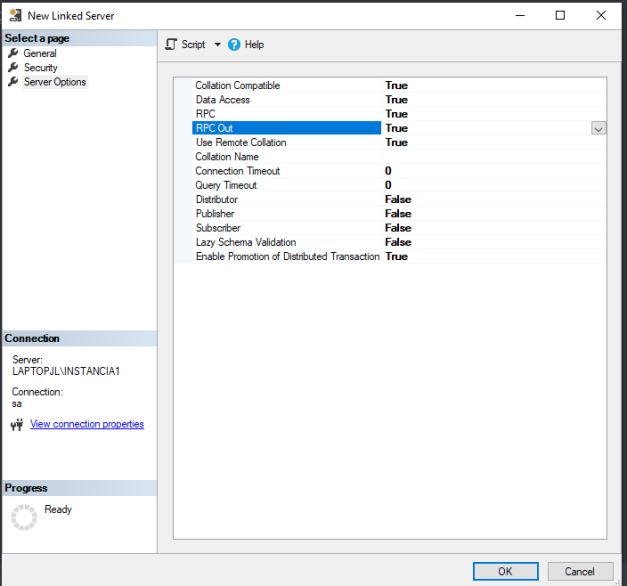 New Linked Server
Select a page
General
Security
Server Options
Script Help
Collation Compatible True
Data Access True
RPC True
RPC Out True
Use Remote Collation True
Collation Name
Connection Timeout 0
Query Timeout 0
Distributor False
Publisher False
Subscriber False
Lazy Schema Validation False
Enable Promotion of Distributed Transaction True
Connection
Server:
LAPTOPJL\INSTANCIA1
Connection:
sa
View connection properties
Progress
Ready
OK Cancel